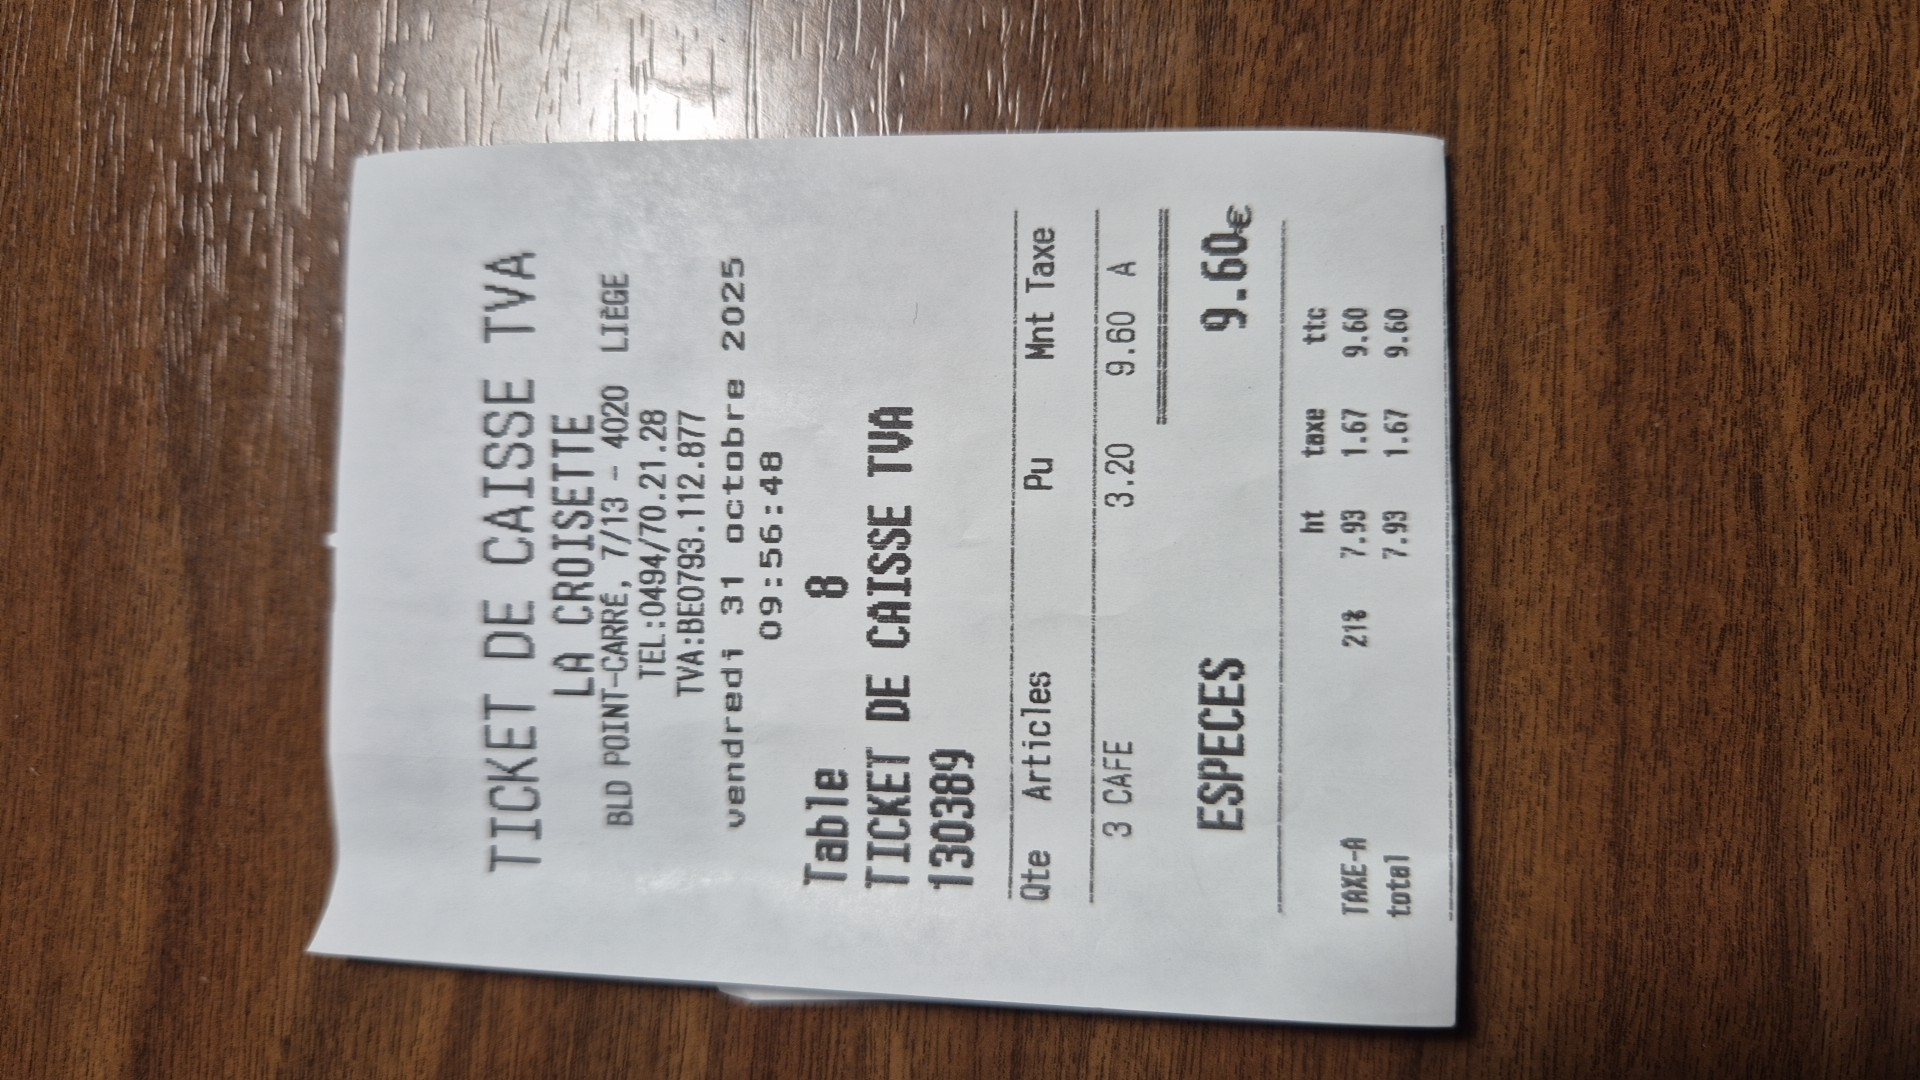 TICKET DE CAISSE TVA
LA CROISETTE
BLD POINT-CARRÉ, 7/13 - 4020 LIEGE
TEL:0494/70.21.28
TVA:BE0793.112.877
vendredi 31 octobre 2025
09:56:48
Table 8
TICKET DE CAISSE TVA
130389
Qte Articles Pu Mnt Taxe
3 CAFE 3.20 9.60 A
ESPECES 9.60€
ht taxe ttc
TAXE-A 21% 7.93 1.67 9.60
total 7.93 1.67 9.60